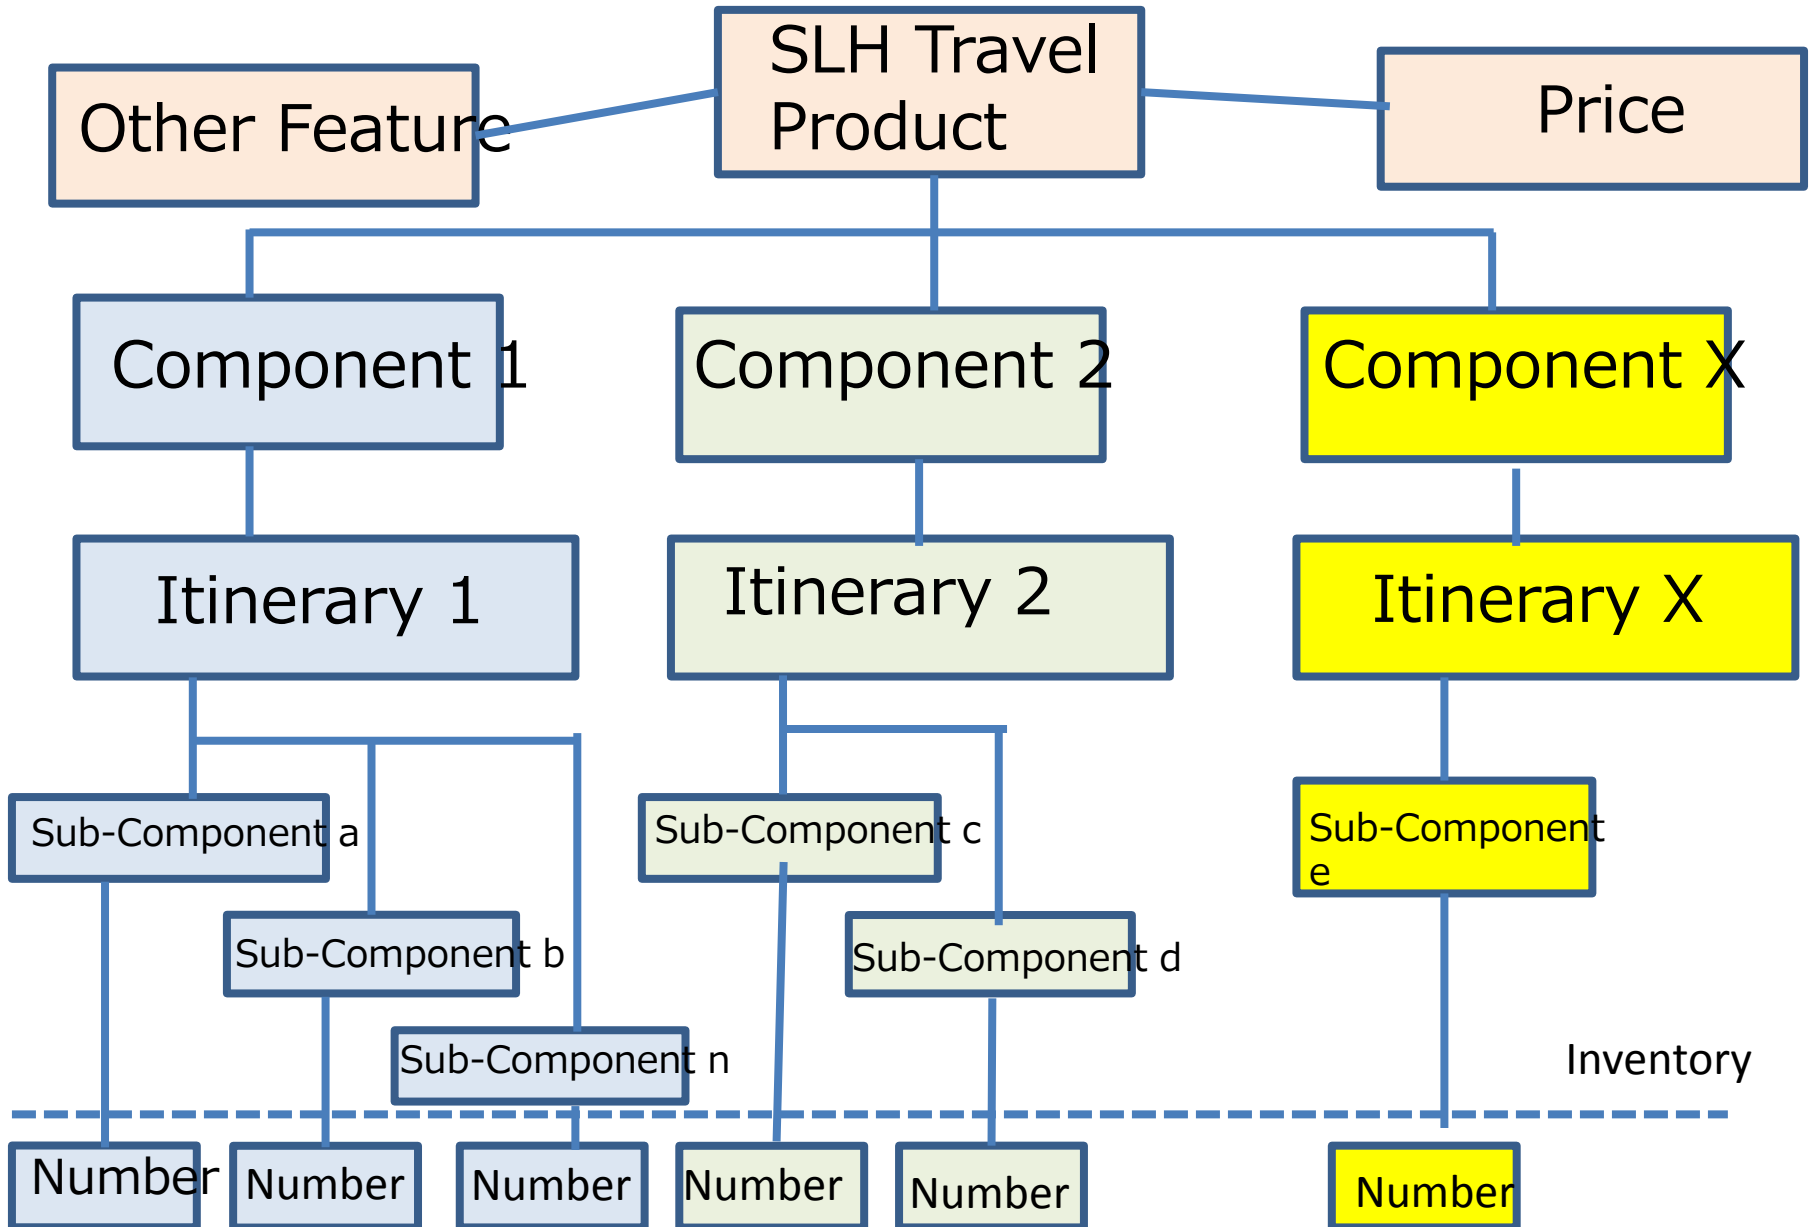 SLH Travel
Product
Other Feature
Price
Component 1
Component 2
Component X
Itinerary 1
Itinerary 2
Itinerary X
Sub-Component a
Sub-Component c
Sub-Component
e
Sub-Component b
Sub-Component d
Sub-Component n
Inventory
Number
Number
Number
Number
Number
Number